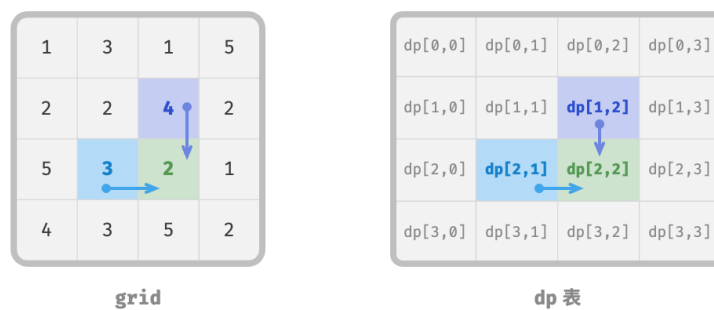 1 3 1 5
2 2 4 2
5 3 2 1
4 3 5 2
grid
dp[0,0] dp[0,1] dp[0,2] dp[0,3]
dp[1,0] dp[1,1] dp[1,2] dp[1,3]
dp[2,0] dp[2,1] dp[2,2] dp[2,3]
dp[3,0] dp[3,1] dp[3,2] dp[3,3]
dp 表